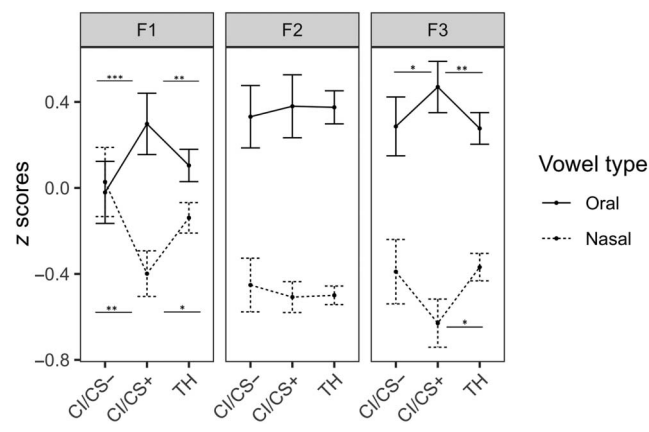 F1 F2 F3
*** ** * **
0.4
0.0
−0.4
−0.8
** * *
z scores
CI/CS− CI/CS+ TH CI/CS− CI/CS+ TH CI/CS− CI/CS+ TH
Vowel type
Oral
Nasal